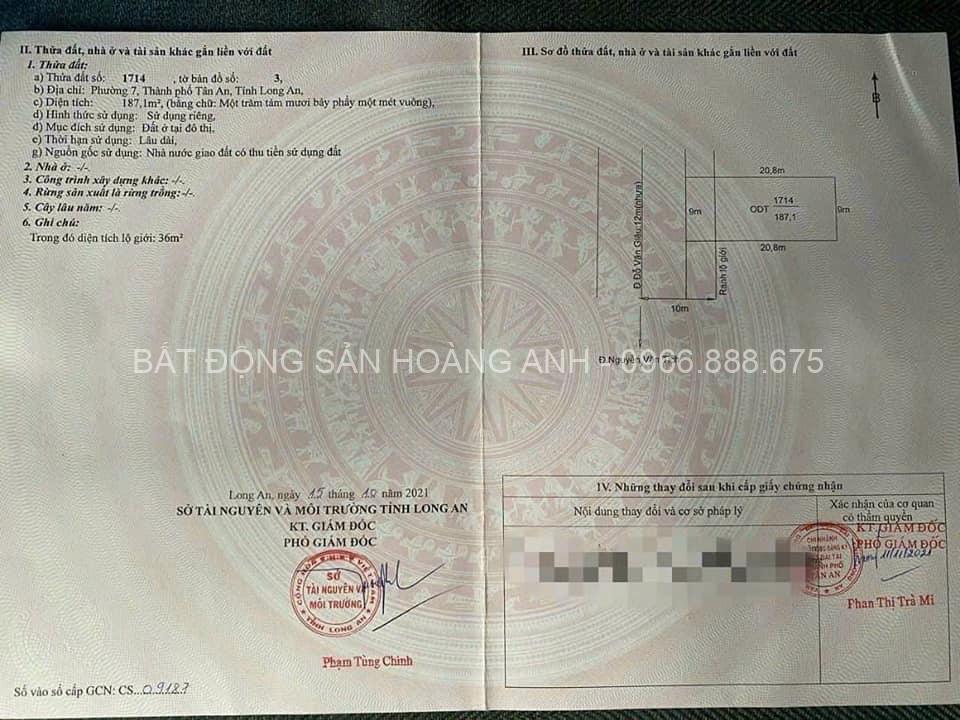 II. Thửa đất, nhà ở và tài sản khác gắn liền với đất
1. Thửa đất:
a) Thửa đất số: 1714 , tờ bản đồ số: 3,
b) Địa chỉ: Phường 7, Thành phố Tân An, Tỉnh Long An,
c) Diện tích: 187,1m², (bằng chữ: Một trăm tám mươi bảy phẩy một mét vuông),
d) Hình thức sử dụng: Sử dụng riêng,
đ) Mục đích sử dụng: Đất ở tại đô thị,
e) Thời hạn sử dụng: Lâu dài,
g) Nguồn gốc sử dụng: Nhà nước giao đất có thu tiền sử dụng đất
2. Nhà ở: -/-.
3. Công trình xây dựng khác: -/-.
4. Rừng sản xuất là rừng trồng:-/-.
5. Cây lâu năm: -/-.
6. Ghi chú:
Trong đó diện tích lộ giới: 36m²
III. Sơ đồ thửa đất, nhà ở và tài sản khác gắn liền với đất
B
20,8m
9m
ODT 1714
187,1
9m
20,8m
Đ.Đỗ Văn Giàu:12m(nhựa)
Ranh lộ giới
10m
Đ.Nguyễn Văn
BẤT ĐỘNG SẢN HOÀNG ANH - 0966.888.675
Long An, ngày 15 tháng 10 năm 2021
SỞ TÀI NGUYÊN VÀ MÔI TRƯỜNG TỈNH LONG AN
KT. GIÁM ĐỐC
PHÓ GIÁM ĐỐC
CỘNG HÒA X.H.C.N VIỆT NAM
SỞ
TÀI NGUYÊN VÀ
MÔI TRƯỜNG
TỈNH LONG AN
Phạm Tùng Chinh
Số vào sổ cấp GCN: CS...09187
IV. Những thay đổi sau khi cấp giấy chứng nhận
Nội dung thay đổi và cơ sở pháp lý
Xác nhận của cơ quan
có thẩm quyền
KT. GIÁM ĐỐC
PHÓ GIÁM ĐỐC
CHI NHÁNH
TÂN AN
11/11/2021
Phan Thị Trà Mi